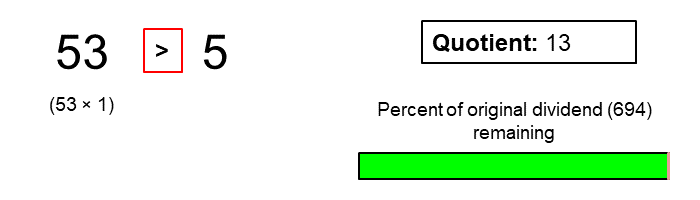 53 > 5
(53 × 1)
Quotient: 13
Percent of original dividend (694)
remaining